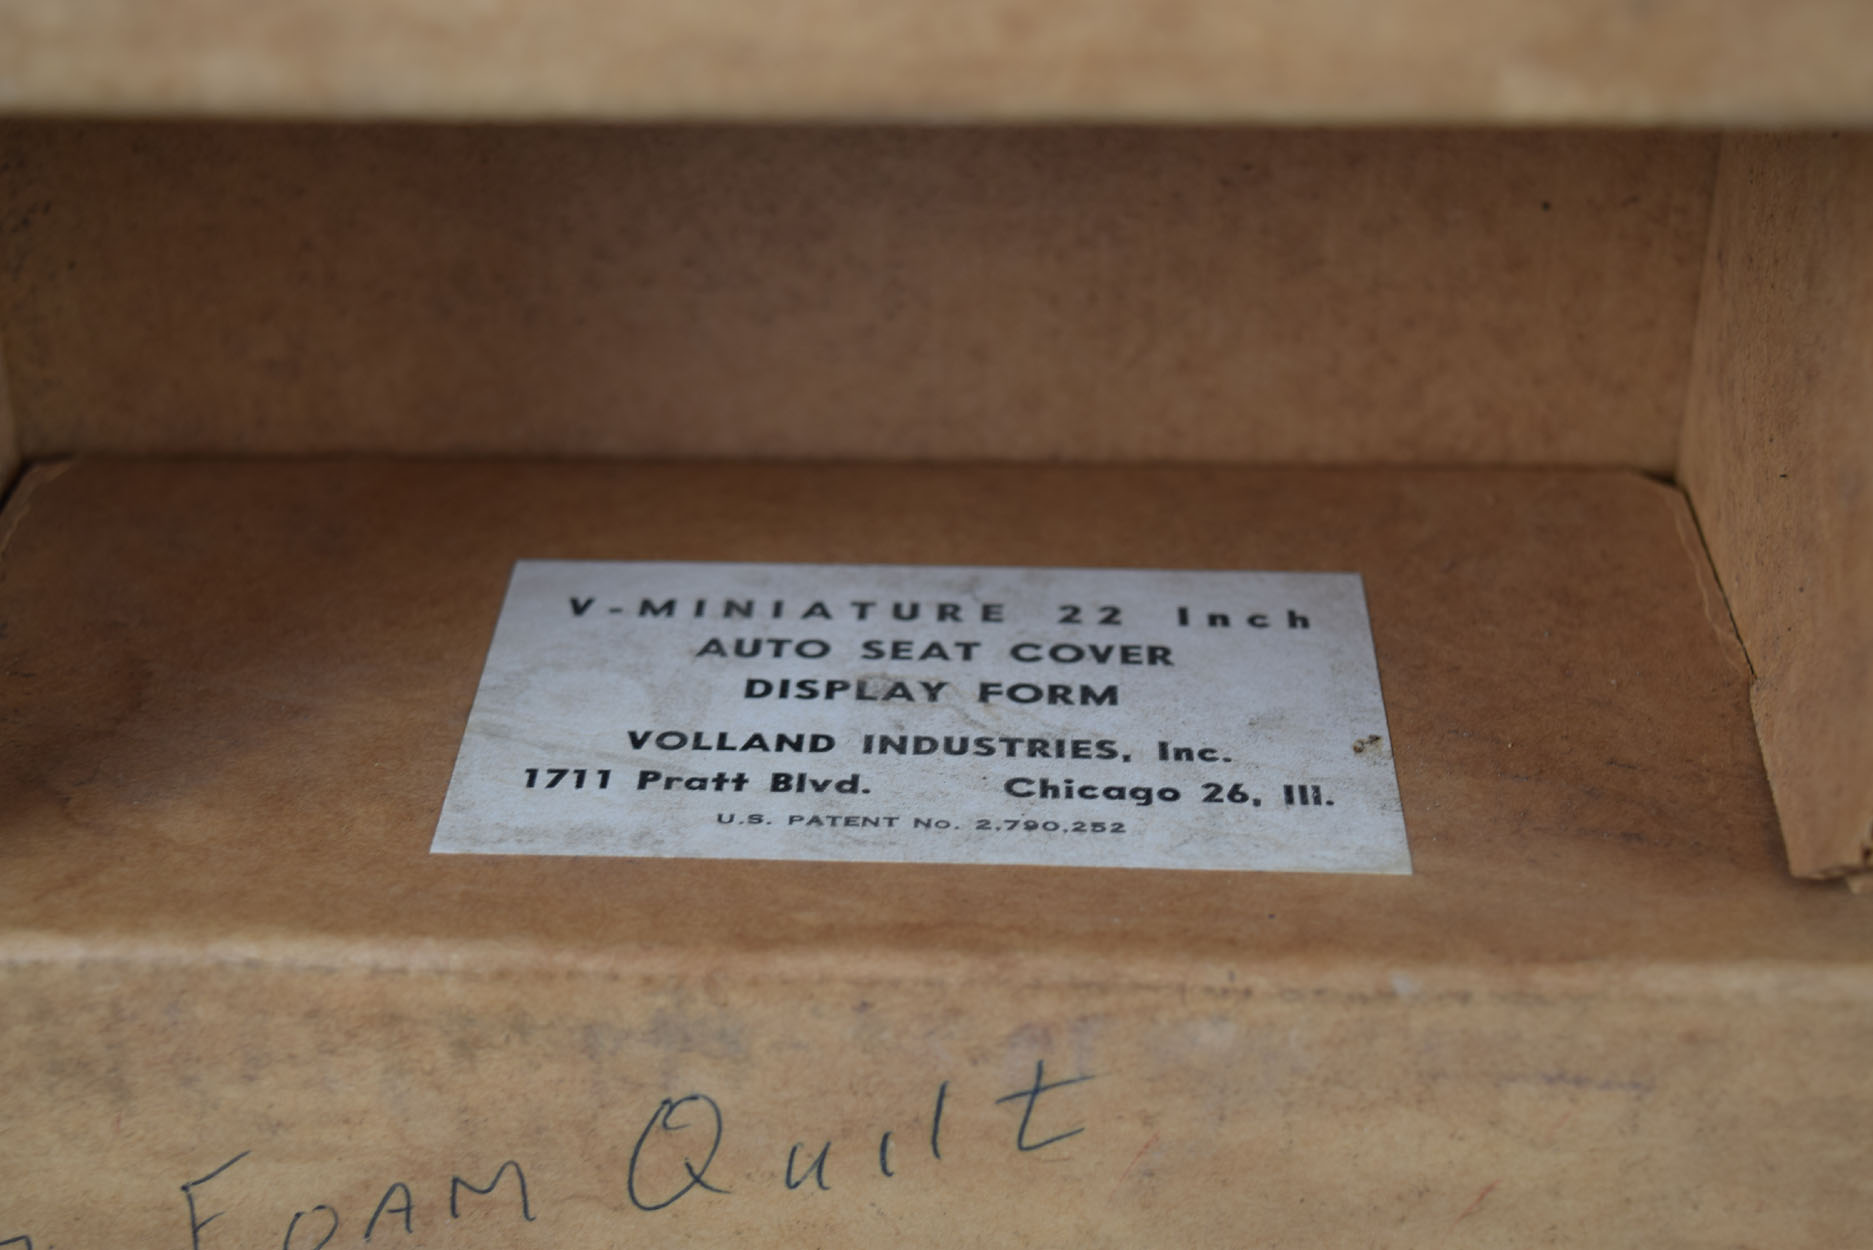 V-MINIATURE 22 Inch
AUTO SEAT COVER
DISPLAY FORM
VOLLAND INDUSTRIES, Inc.
1711 Pratt Blvd. Chicago 26, Ill.
U.S. PATENT No. 2,790,252
FOAM Quilt